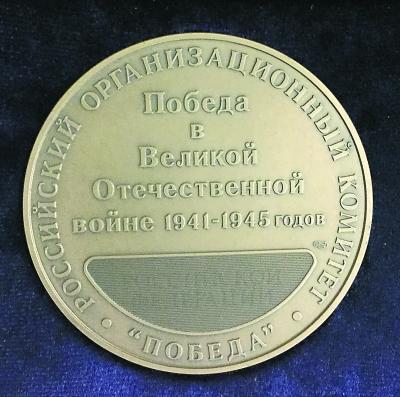 · РОССИЙСКИЙ ОРГАНИЗАЦИОННЫЙ КОМИТЕТ ·
"ПОБЕДА"
Победа
в
Великой
Отечественной
войне 1941-1945 годов